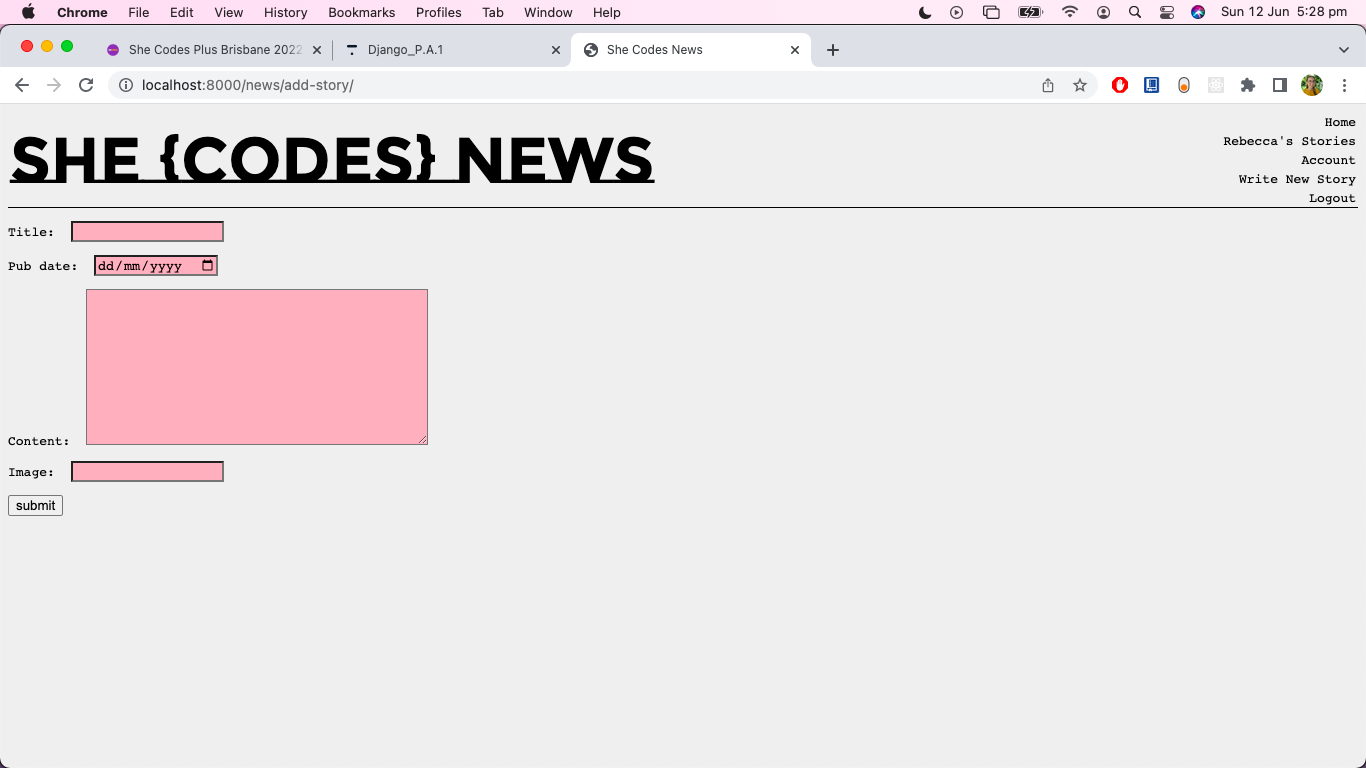 Chrome File Edit View History Bookmarks Profiles Tab Window Help Sun 12 Jun 5:28 pm
She Codes Plus Brisbane 2022 Django_P.A.1 She Codes News
localhost:8000/news/add-story/
SHE {CODES} NEWS
Home
Rebecca's Stories
Account
Write New Story
Logout
Title:
Pub date: dd/mm/yyyy
Content:
Image:
submit